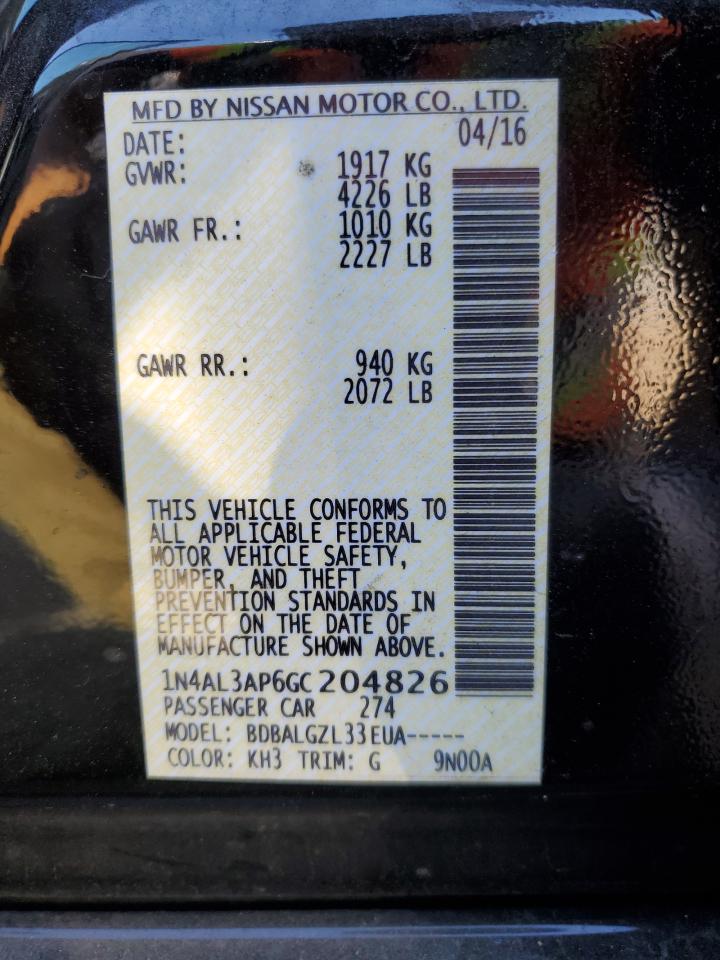 MFD BY NISSAN MOTOR CO., LTD.
DATE: 04/16
GVWR: 1917 KG
4226 LB
GAWR FR.: 1010 KG
2227 LB
GAWR RR.: 940 KG
2072 LB
THIS VEHICLE CONFORMS TO
ALL APPLICABLE FEDERAL
MOTOR VEHICLE SAFETY,
BUMPER, AND THEFT
PREVENTION STANDARDS IN
EFFECT ON THE DATE OF
MANUFACTURE SHOWN ABOVE.
1N4AL3AP6GC204826
PASSENGER CAR 274
MODEL: BDBALGZL33EUA-----
COLOR: KH3 TRIM: G 9N00A